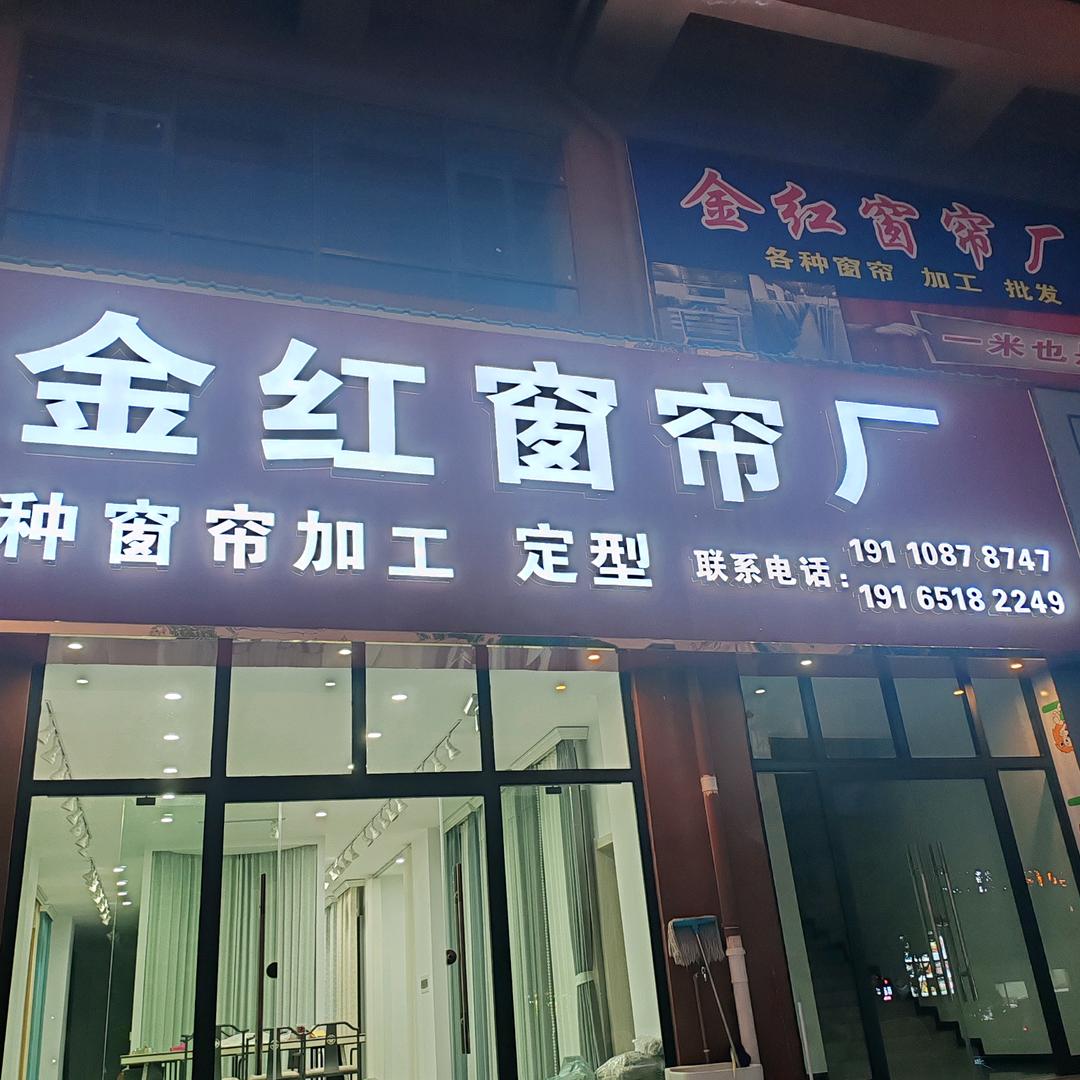 金红窗帘厂
各种窗帘 加工 批发
一米也
金红窗帘厂
种窗帘加工 定型
联系电话：
191 1087 8747
191 6518 2249